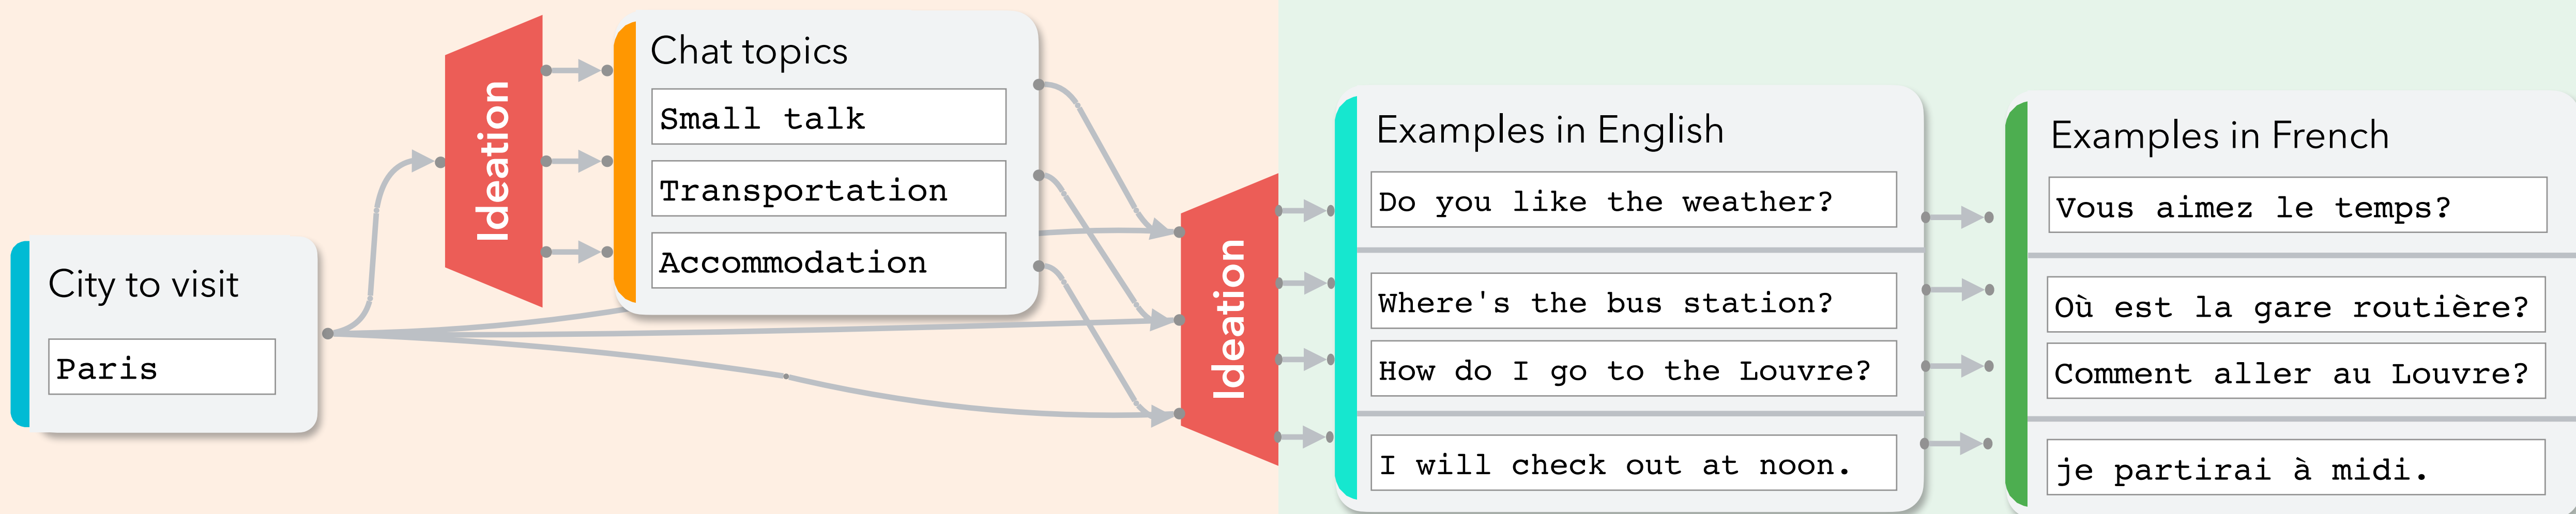 City to visit
Paris
Ideation
Chat topics
Small talk
Transportation
Accommodation
Ideation
Examples in English
Do you like the weather?
Where's the bus station?
How do I go to the Louvre?
I will check out at noon.
Examples in French
Vous aimez le temps?
Où est la gare routière?
Comment aller au Louvre?
je partirai à midi.